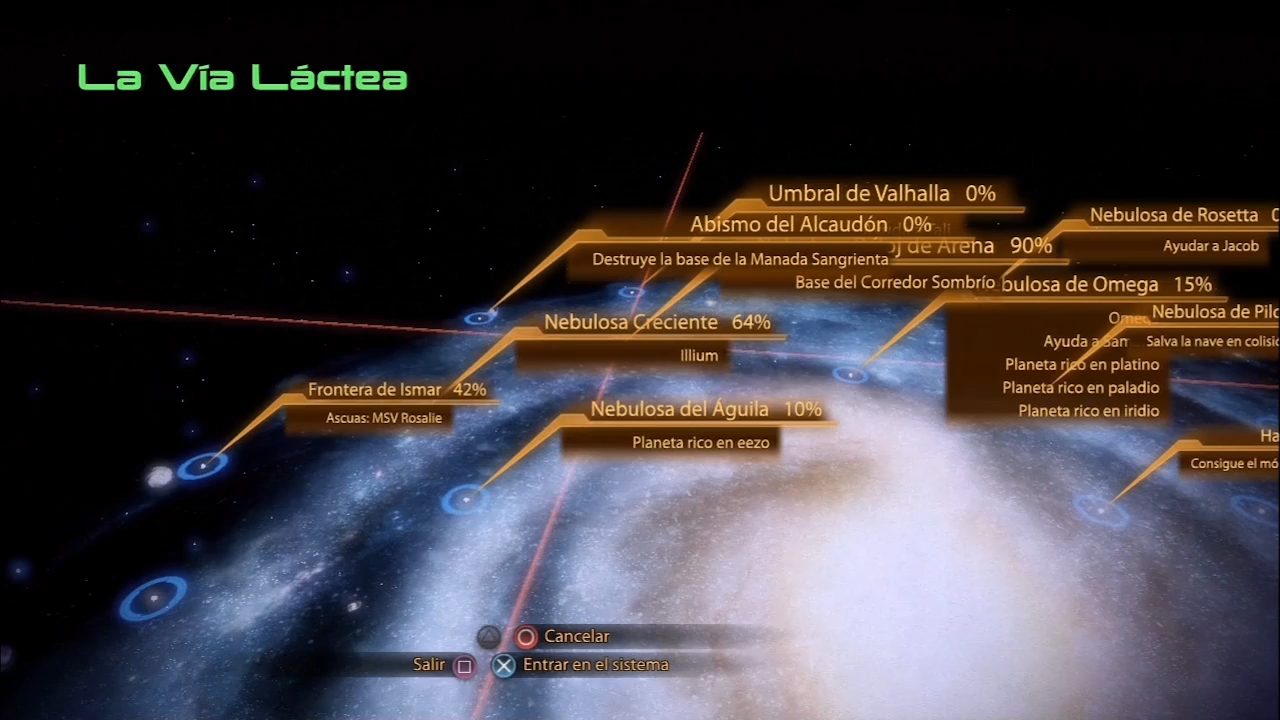 La Vía Láctea
Umbral de Valhalla 0%
Abismo del Alcaudón 0%
Destruye la base de la Manada Sangrienta
de Arena 90%
Base del Corredor Sombrío
Nebulosa de Rosetta
Ayudar a Jacob
de Omega 15%
Ayuda a
Planeta rico en platino
Planeta rico en paladio
Planeta rico en iridio
Nebulosa de
Salva la nave en
Nebulosa Creciente 64%
Illium
Frontera de Ismar 42%
Ascuas: MSV Rosalie
Nebulosa del Águila 10%
Planeta rico en eezo
Consigue el
Cancelar
Salir
Entrar en el sistema